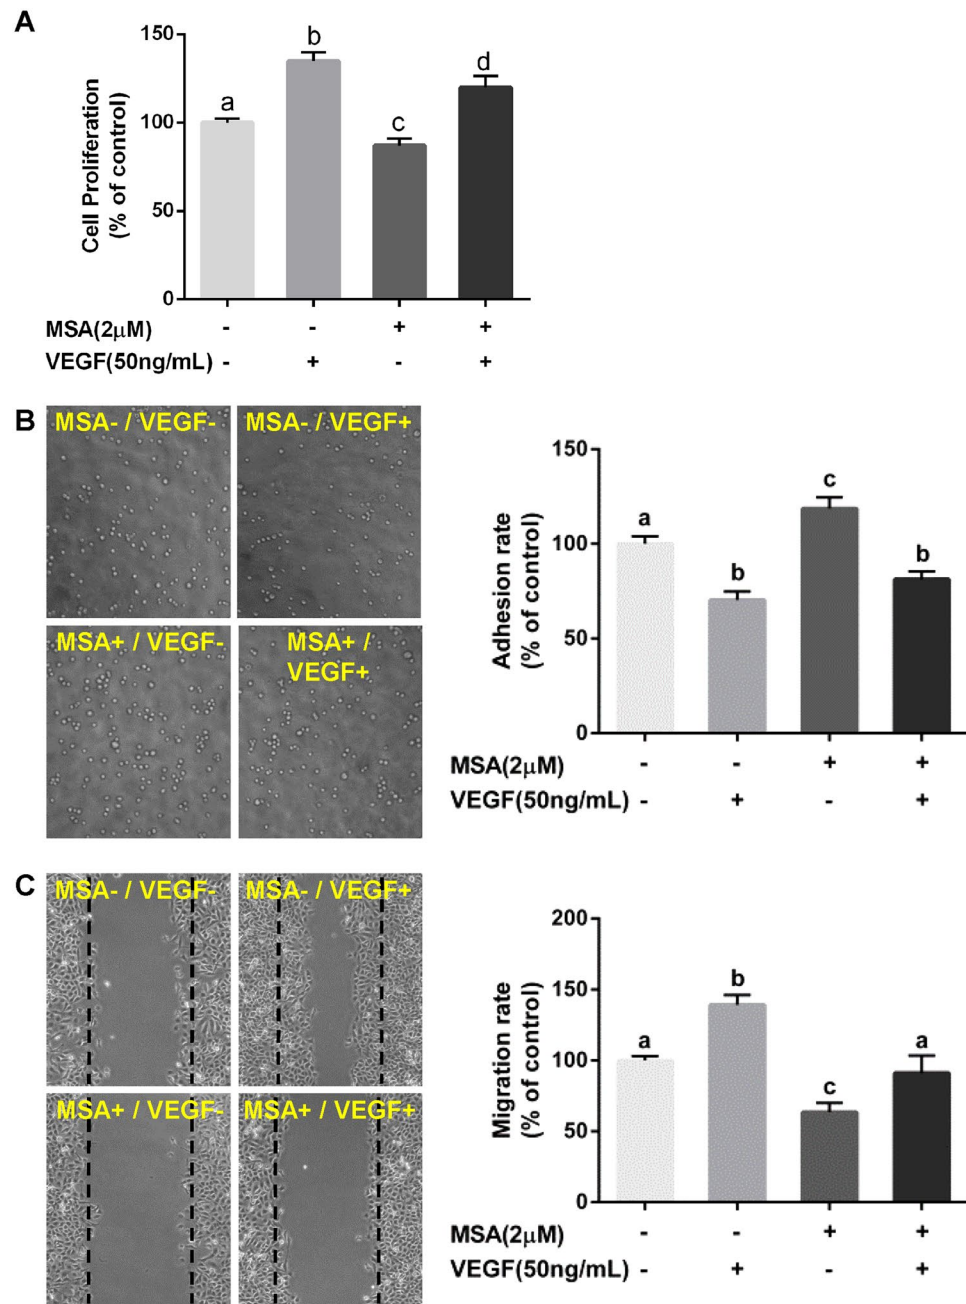 A
Cell Proliferation
(% of control)
150
100
50
0
a
b
c
d
MSA(2μM) - - + +
VEGF(50ng/mL) - + - +
B
MSA- / VEGF-
MSA- / VEGF+
MSA+ / VEGF-
MSA+ /
VEGF+
Adhesion rate
(% of control)
150
100
50
0
a
b
c
b
MSA(2μM) - - + +
VEGF(50ng/mL) - + - +
C
MSA- / VEGF-
MSA- / VEGF+
MSA+ / VEGF-
MSA+ / VEGF+
Migration rate
(% of control)
200
150
100
50
0
a
b
c
a
MSA(2μM) - - + +
VEGF(50ng/mL) - + - +